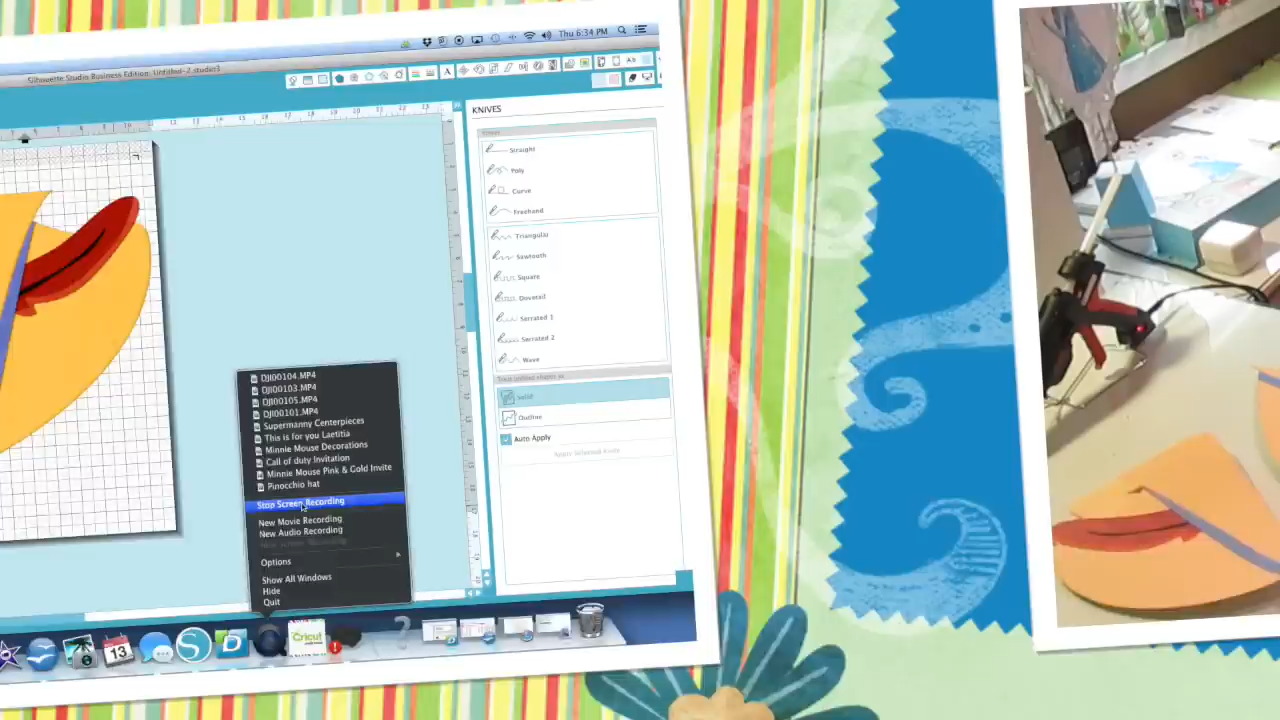 Thu 6:34 PM
Silhouette Studio Business Edition: Untitled-2.studio3
KNIVES
Straight
Poly
Curve
Freehand
Triangular
Sawtooth
Square
Dovetail
Serrated 1
Serrated 2
Wave
Solid
Outline
Auto Apply
Apply Selected Knife
DJI00104.MP4
DJI00103.MP4
DJI00105.MP4
DJI00101.MP4
Supermanny Centerpieces
This is for you Laetitia
Minnie Mouse Decorations
Call of duty Invitation
Minnie Mouse Pink & Gold Invite
Pinocchio hat
Stop Screen Recording
New Movie Recording
New Audio Recording
Options
Show All Windows
Hide
Quit
13
Cricut